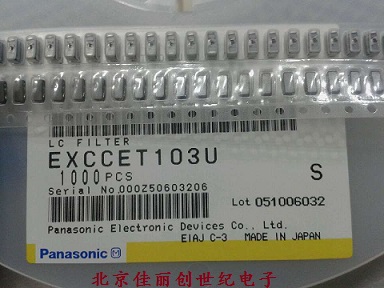 LC FILTER
EXCCET103U
1000PCS
S
Serial No.000Z50603206
Lot 051006032
Panasonic Electronic Devices Co., Ltd.
EIAJ C-3 MADE IN JAPAN
Panasonic M
北京佳丽创世纪电子